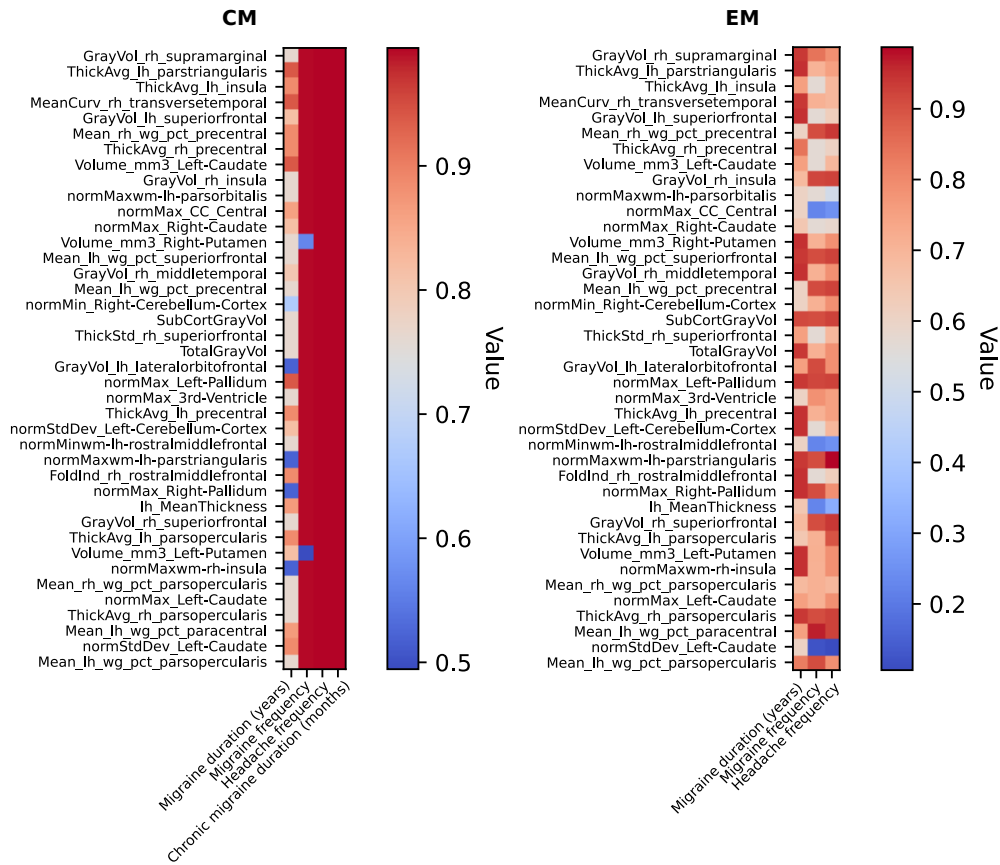 CM
GrayVol_rh_supramarginal
ThickAvg_lh_parstriangularis
ThickAvg_lh_insula
MeanCurv_rh_transversetemporal
GrayVol_lh_superiorfrontal
Mean_rh_wg_pct_precentral
ThickAvg_rh_precentral
Volume_mm3_Left-Caudate
GrayVol_rh_insula
normMaxwm-lh-parsorbitalis
normMax_CC_Central
normMax_Right-Caudate
Volume_mm3_Right-Putamen
Mean_lh_wg_pct_superiorfrontal
GrayVol_rh_middletemporal
Mean_lh_wg_pct_precentral
normMin_Right-Cerebellum-Cortex
SubCortGrayVol
ThickStd_rh_superiorfrontal
TotalGrayVol
GrayVol_lh_lateralorbitofrontal
normMax_Left-Pallidum
normMax_3rd-Ventricle
ThickAvg_lh_precentral
normStdDev_Left-Cerebellum-Cortex
normMinwm-lh-rostralmiddlefrontal
normMaxwm-lh-parstriangularis
FoldInd_rh_rostralmiddlefrontal
normMax_Right-Pallidum
lh_MeanThickness
GrayVol_rh_superiorfrontal
ThickAvg_lh_parsopercularis
Volume_mm3_Left-Putamen
normMaxwm-rh-insula
Mean_rh_wg_pct_parsopercularis
normMax_Left-Caudate
ThickAvg_rh_parsopercularis
Mean_lh_wg_pct_paracentral
normStdDev_Left-Caudate
Mean_lh_wg_pct_parsopercularis
Migraine duration (years)
Migraine frequency
Headache frequency
Chronic migraine duration (months)
0.9
0.8
0.7
0.6
0.5
Value
EM
GrayVol_rh_supramarginal
ThickAvg_lh_parstriangularis
ThickAvg_lh_insula
MeanCurv_rh_transversetemporal
GrayVol_lh_superiorfrontal
Mean_rh_wg_pct_precentral
ThickAvg_rh_precentral
Volume_mm3_Left-Caudate
GrayVol_rh_insula
normMaxwm-lh-parsorbitalis
normMax_CC_Central
normMax_Right-Caudate
Volume_mm3_Right-Putamen
Mean_lh_wg_pct_superiorfrontal
GrayVol_rh_middletemporal
Mean_lh_wg_pct_precentral
normMin_Right-Cerebellum-Cortex
SubCortGrayVol
ThickStd_rh_superiorfrontal
TotalGrayVol
GrayVol_lh_lateralorbitofrontal
normMax_Left-Pallidum
normMax_3rd-Ventricle
ThickAvg_lh_precentral
normStdDev_Left-Cerebellum-Cortex
normMinwn-lh-rostralmiddlefrontal
normMaxwm-lh-parstriangularis
FoldInd_rh_rostralmiddlefrontal
normMax_Right-Pallidum
lh_MeanThickness
GrayVol_rh_superiorfrontal
ThickAvg_lh_parsopercularis
Volume_mm3_Left-Putamen
normMaxwm-rh-insula
Mean_rh_wg_pct_parsopercularis
normMax_Left-Caudate
ThickAvg_rh_parsopercularis
Mean_lh_wg_pct_paracentral
normStdDev_Left-Caudate
Mean_lh_wg_pct_parsopercularis
Migraine duration (years)
Migraine frequency
Headache frequency
0.9
0.8
0.7
0.6
0.5
0.4
0.3
0.2
Value